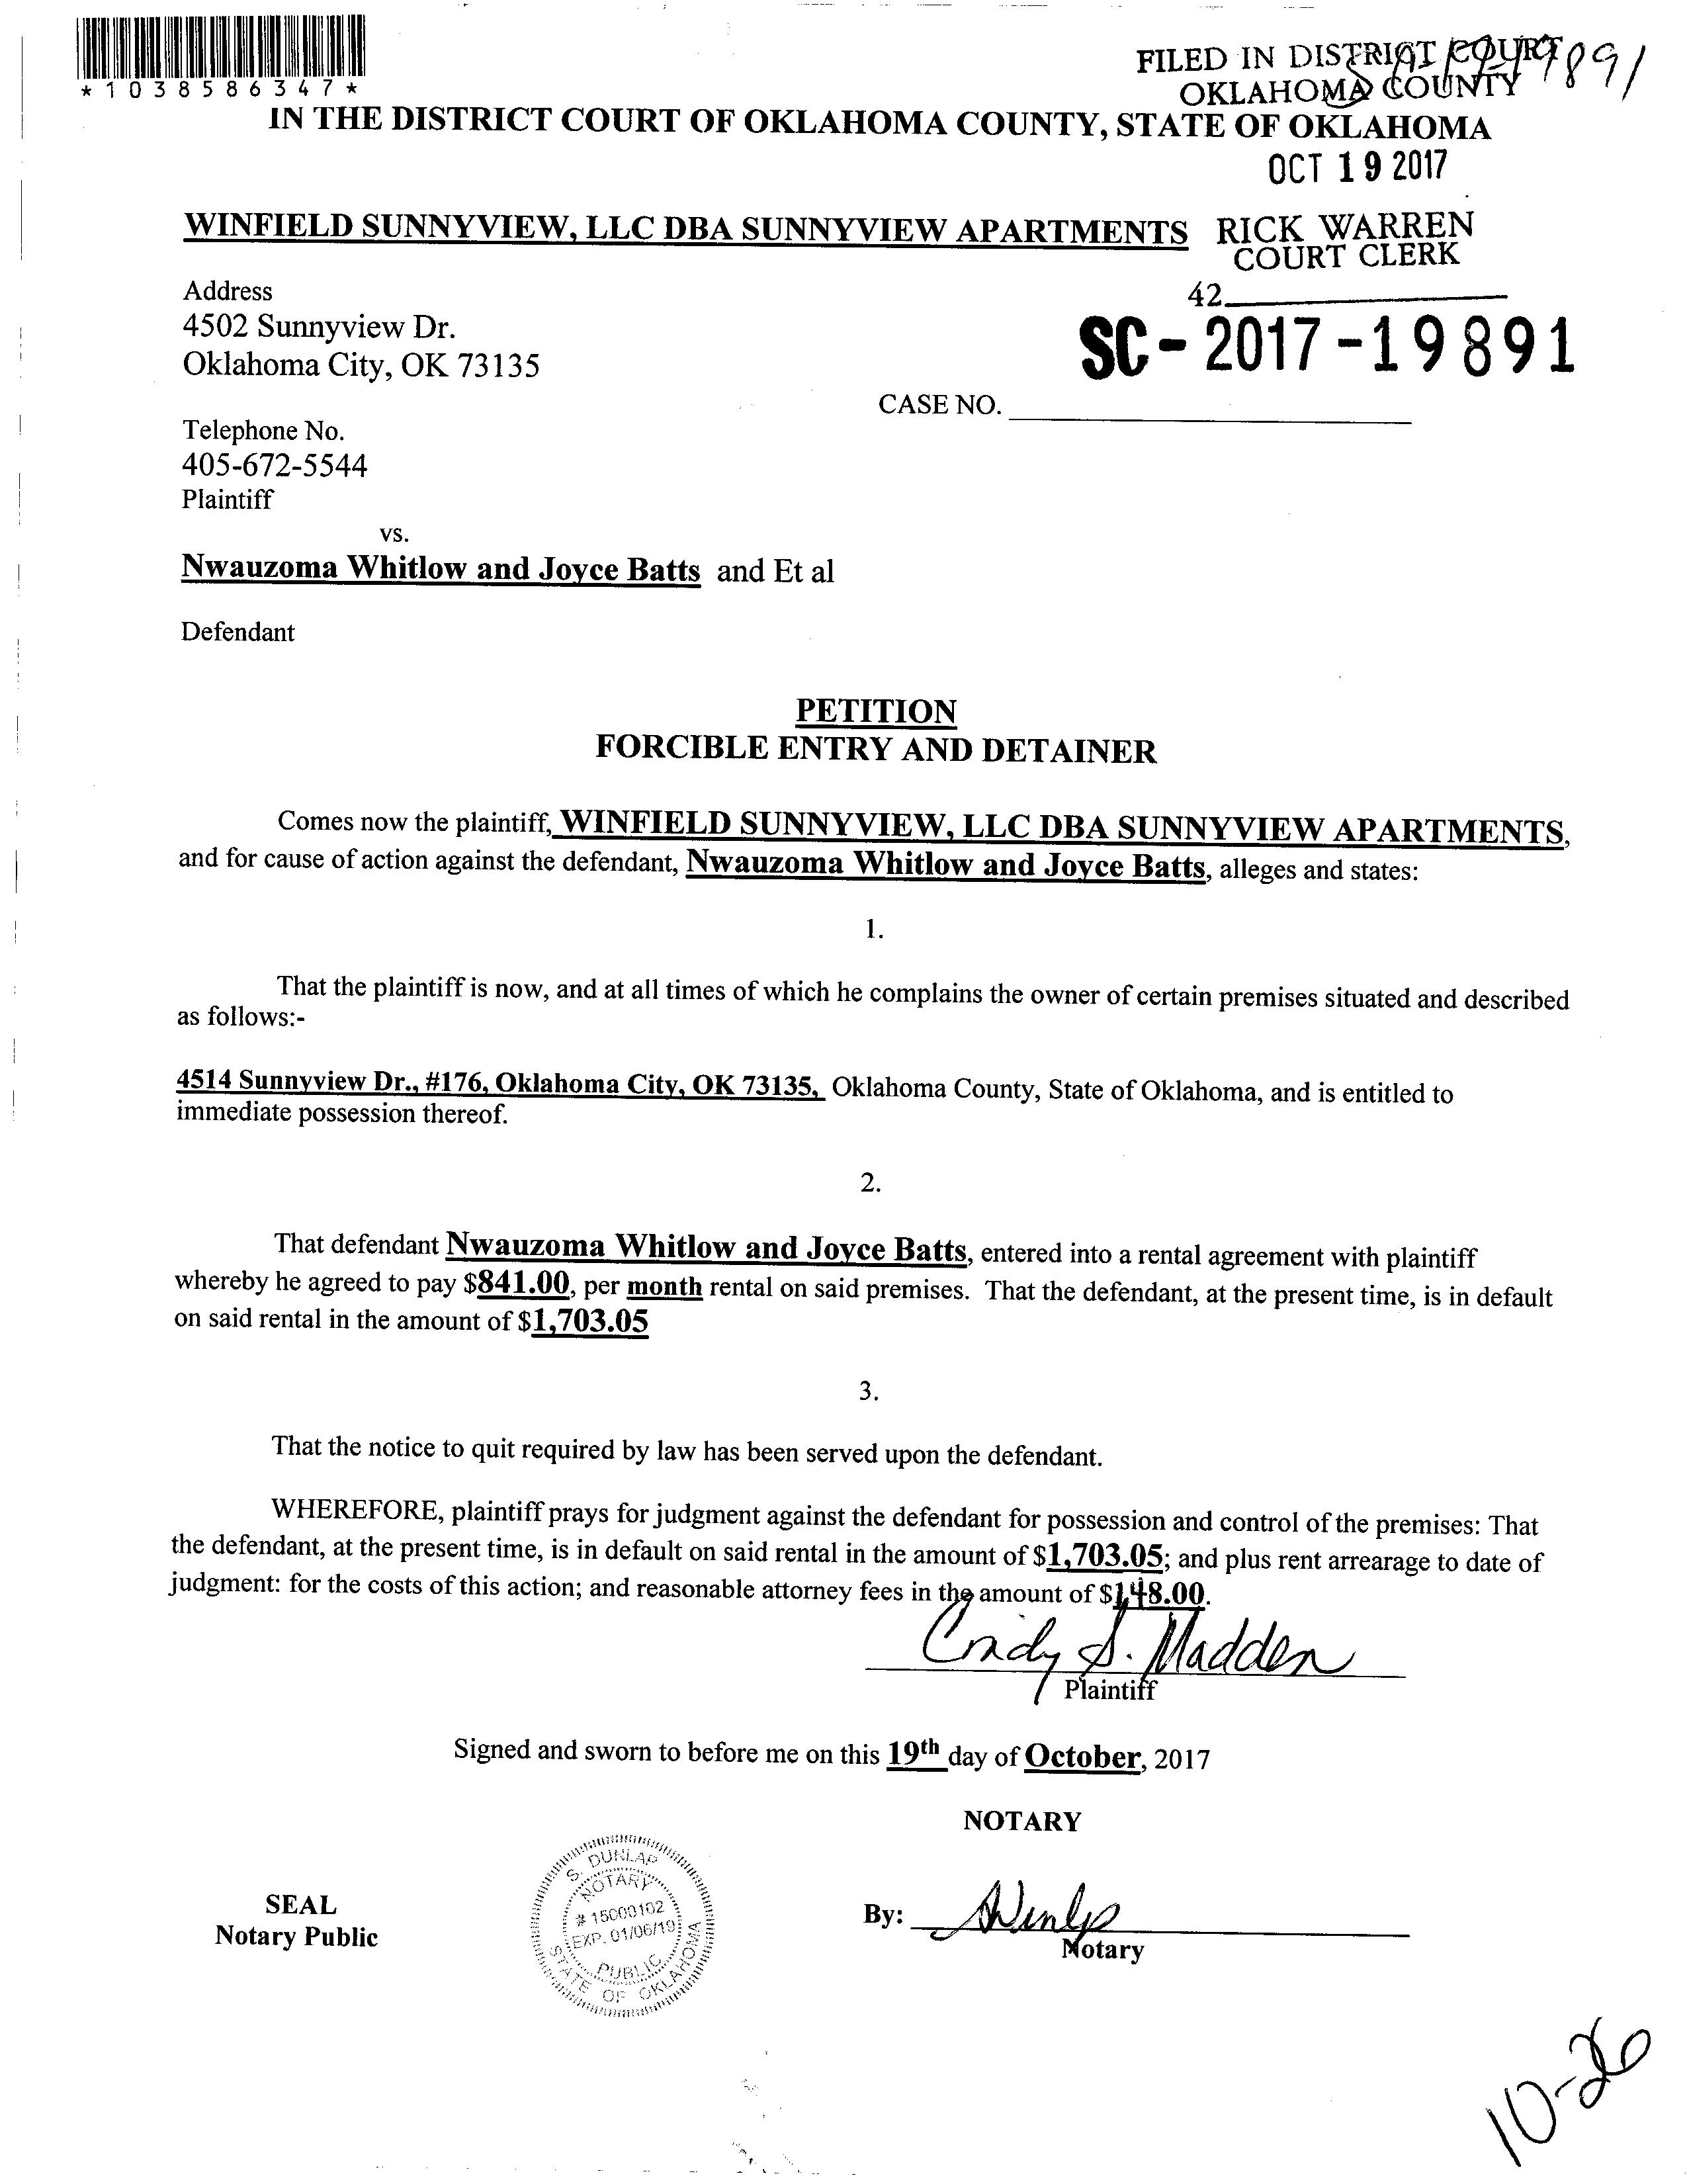 *1038586347*
FILED IN DISTRICT COURT
OKLAHOMA COUNTY
IN THE DISTRICT COURT OF OKLAHOMA COUNTY, STATE OF OKLAHOMA
OCT 19 2017
WINFIELD SUNNYVIEW, LLC DBA SUNNYVIEW APARTMENTS
RICK WARREN
COURT CLERK
42
Address
4502 Sunnyview Dr.
Oklahoma City, OK 73135
SC-2017-19891
CASE NO.
Telephone No.
405-672-5544
Plaintiff
vs.
Nwauzoma Whitlow and Joyce Batts and Et al
Defendant
PETITION
FORCIBLE ENTRY AND DETAINER
Comes now the plaintiff, WINFIELD SUNNYVIEW, LLC DBA SUNNYVIEW APARTMENTS,
and for cause of action against the defendant, Nwauzoma Whitlow and Joyce Batts, alleges and states:
1.
That the plaintiff is now, and at all times of which he complains the owner of certain premises situated and described
as follows:-
4514 Sunnyview Dr., #176, Oklahoma City, OK 73135, Oklahoma County, State of Oklahoma, and is entitled to
immediate possession thereof.
2.
That defendant Nwauzoma Whitlow and Joyce Batts, entered into a rental agreement with plaintiff
whereby he agreed to pay $841.00, per month rental on said premises. That the defendant, at the present time, is in default
on said rental in the amount of $1,703.05
3.
That the notice to quit required by law has been served upon the defendant.
WHEREFORE, plaintiff prays for judgment against the defendant for possession and control of the premises: That
the defendant, at the present time, is in default on said rental in the amount of $1,703.05; and plus rent arrearage to date of
judgment: for the costs of this action; and reasonable attorney fees in the amount of $148.00.
Cindy S. Madden
Plaintiff
Signed and sworn to before me on this 19th day of October, 2017
NOTARY
S. DUNLAP
NOTARY
# 15000102
EXP. 01/06/19
PUBLIC
STATE OF OKLAHOMA
SEAL
Notary Public
By:
Notary
10-26